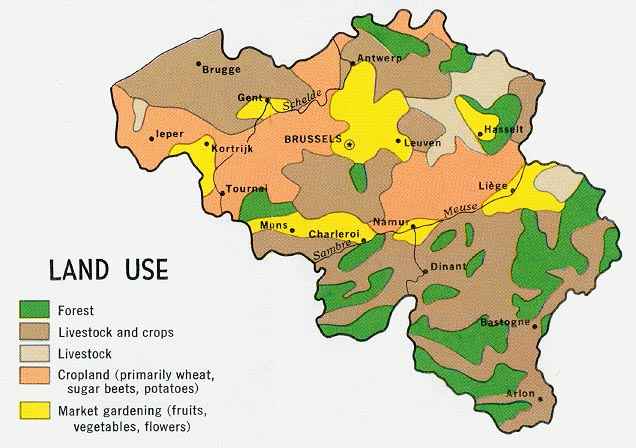 Brugge
Antwerp
Gent
Schelde
Ieper
Kortrijk
BRUSSELS
Leuven
Hasselt
Tournai
Liège
Mons
Charleroi
Namur
Meuse
Sambre
Dinant
Bastogne
Arlon
LAND USE
Forest
Livestock and crops
Livestock
Cropland (primarily wheat,
sugar beets, potatoes)
Market gardening (fruits,
vegetables, flowers)